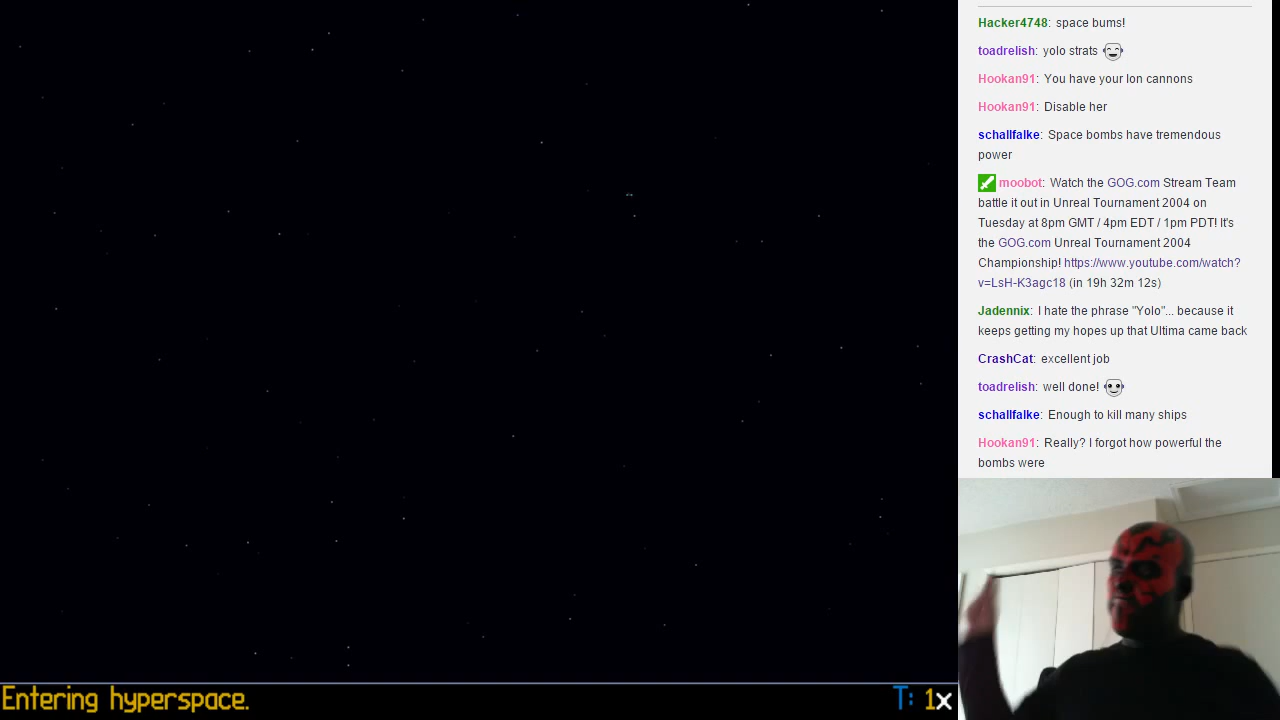 Hacker4748: space bums!
toadrelish: yolo strats
Hookan91: You have your Ion cannons
Hookan91: Disable her
schallfalke: Space bombs have tremendous
power
moobot: Watch the GOG.com Stream Team
battle it out in Unreal Tournament 2004 on
Tuesday at 8pm GMT / 4pm EDT / 1pm PDT! It's
the GOG.com Unreal Tournament 2004
Championship! https://www.youtube.com/watch?
v=LsH-K3agc18 (in 19h 32m 12s)
Jadennix: I hate the phrase "Yolo"... because it
keeps getting my hopes up that Ultima came back
CrashCat: excellent job
toadrelish: well done!
schallfalke: Enough to kill many ships
Hookan91: Really? I forgot how powerful the
bombs were
Entering hyperspace. T: 1x